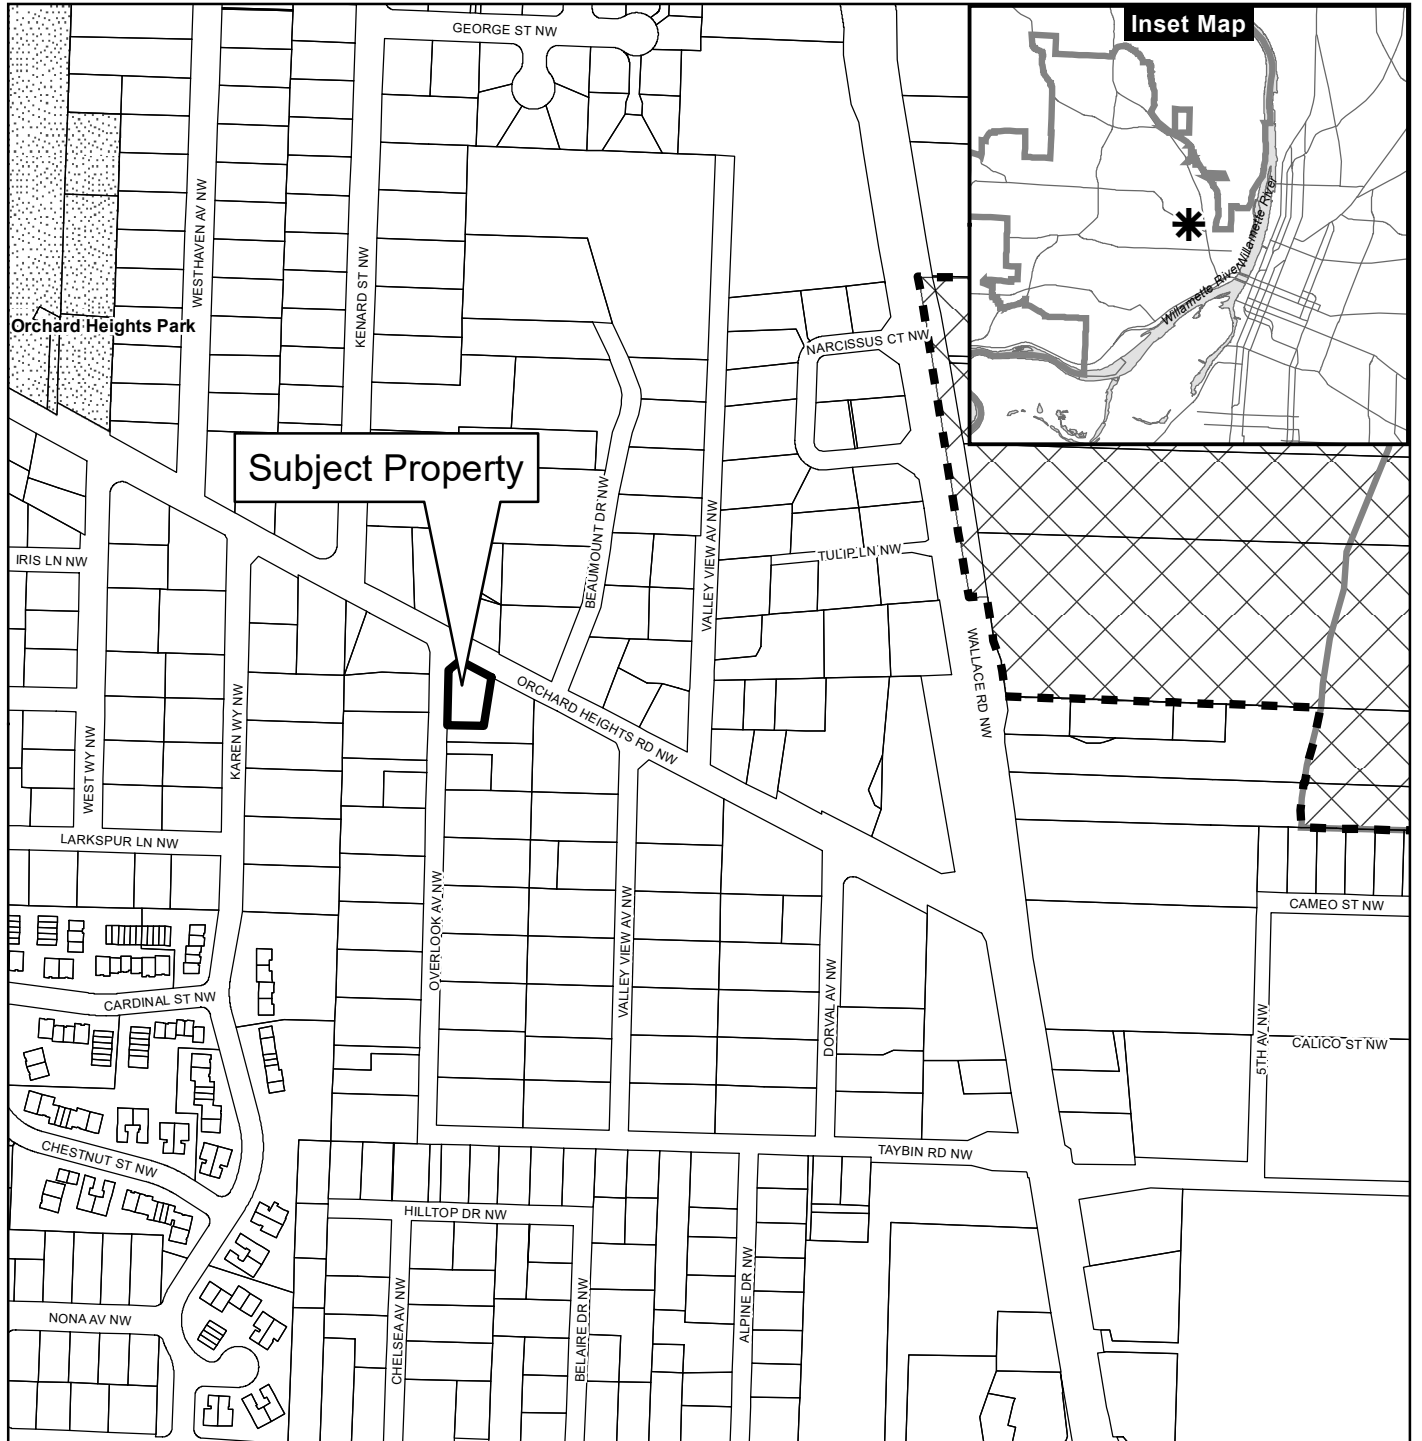 GEORGE ST NW
Inset Map
WESTHAVEN AV NW
KENARD ST NW
Willamette River
Willamette River
Orchard Heights Park
NARCISSUS CT NW
Subject Property
BEAUMOUNT DR NW
VALLEY VIEW AV NW
TULIP LN NW
IRIS LN NW
WALLACE RD NW
ORCHARD HEIGHTS RD NW
KAREN WY NW
WEST WY NW
LARKSPUR LN NW
OVERLOOK AV NW
VALLEY VIEW AV NW
CAMEO ST NW
DORVAL AV NW
CARDINAL ST NW
5TH AV NW
CALICO ST NW
CHESTNUT ST NW
TAYBIN RD NW
HILLTOP DR NW
NONA AV NW
CHELSEA AV NW
BELAIRE DR NW
ALPINE DR NW